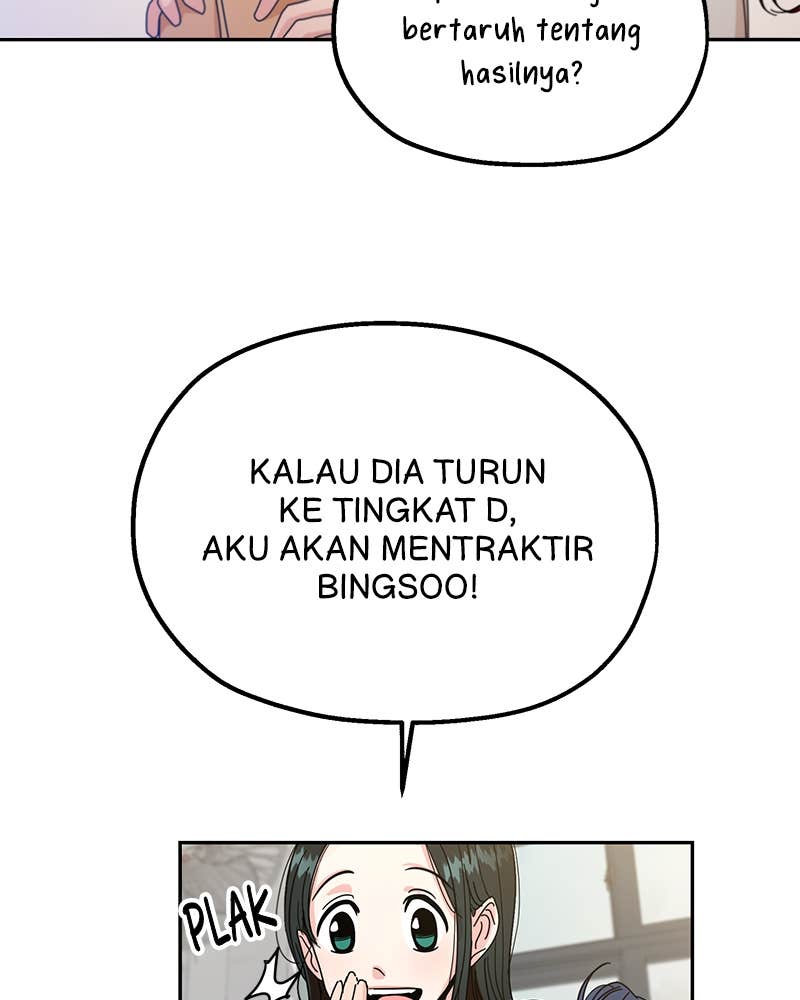 bertaruh tentang
hasilnya?
KALAU DIA TURUN
KE TINGKAT D,
AKU AKAN MENTRAKTIR
BINGSOO!
PLAK